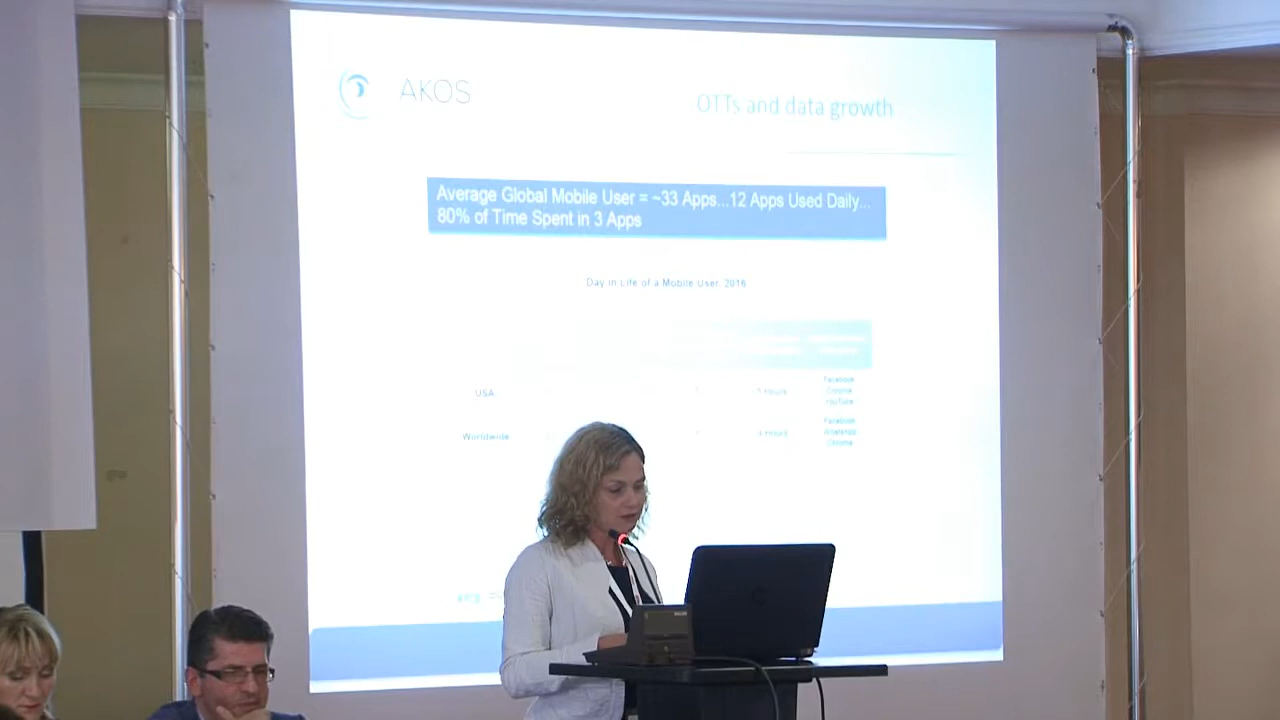 AKOS
OTTs and data growth
Average Global Mobile User = ~33 Apps...12 Apps Used Daily...
80% of Time Spent in 3 Apps
Day in Life of a Mobile User, 2016
USA
5 Hours
Facebook
Chrome
YouTube
Worldwide
4 Hours
Facebook
WhatsApp
Chrome